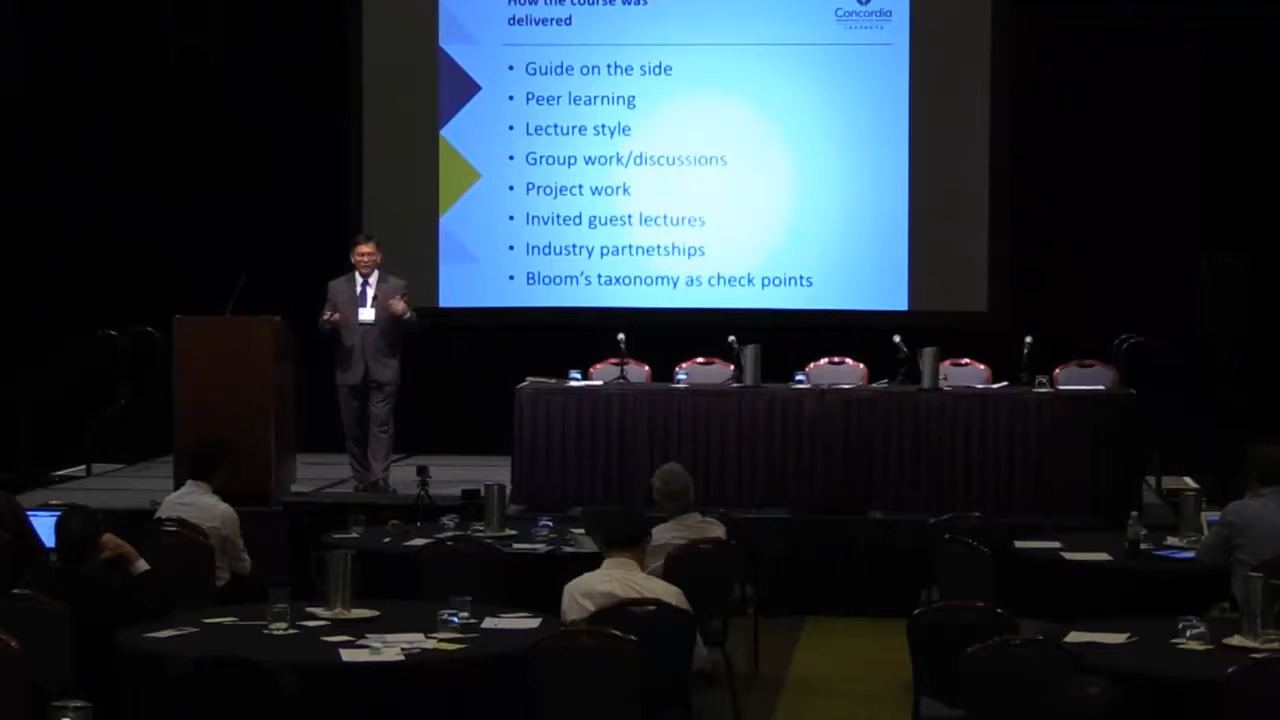 How the course was
delivered
Concordia
• Guide on the side
• Peer learning
• Lecture style
• Group work/discussions
• Project work
• Invited guest lectures
• Industry partnetships
• Bloom's taxonomy as check points